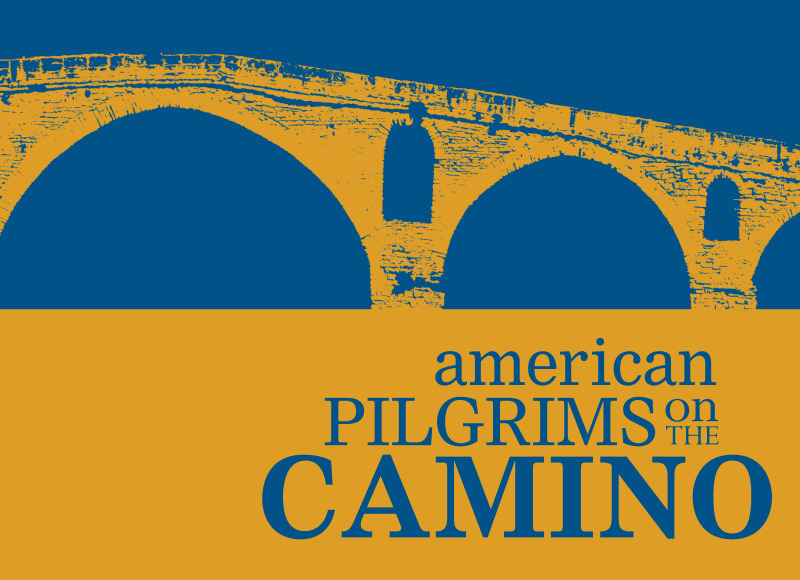 american
PILGRIMS on THE
CAMINO